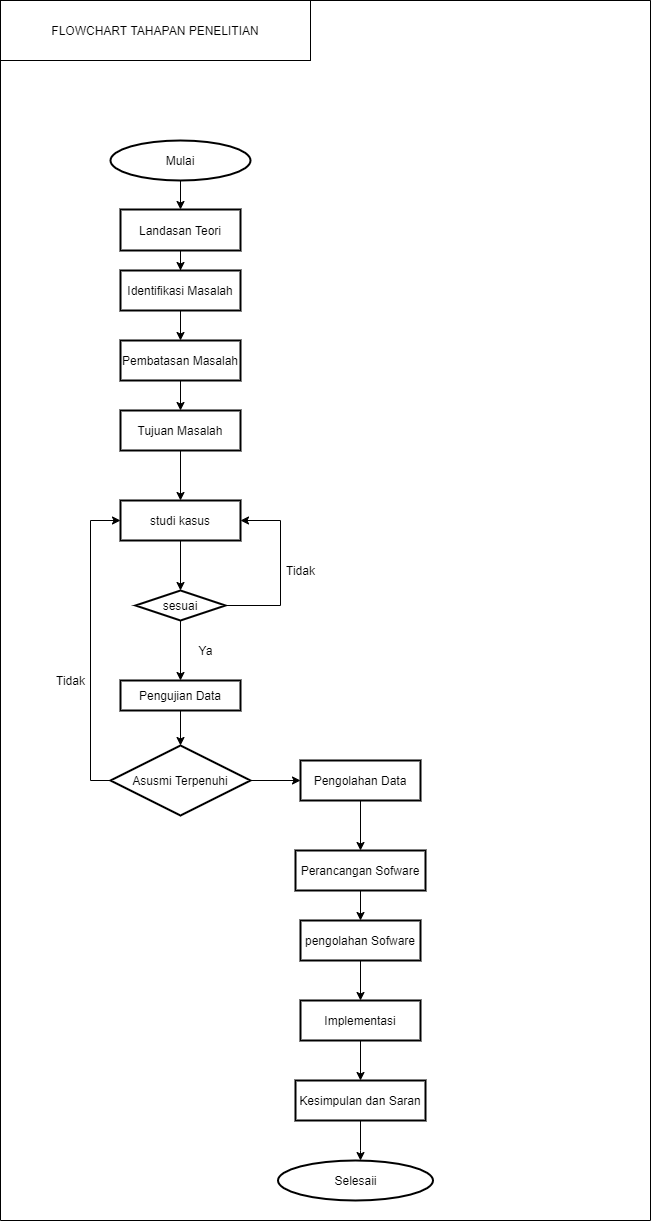 FLOWCHART TAHAPAN PENELITIAN
Mulai
Landasan Teori
Identifikasi Masalah
Pembatasan Masalah
Tujuan Masalah
studi kasus
Tidak
sesuai
Ya
Tidak
Pengujian Data
Asusmi Terpenuhi
Pengolahan Data
Perancangan Sofware
pengolahan Sofware
Implementasi
Kesimpulan dan Saran
Selesaii